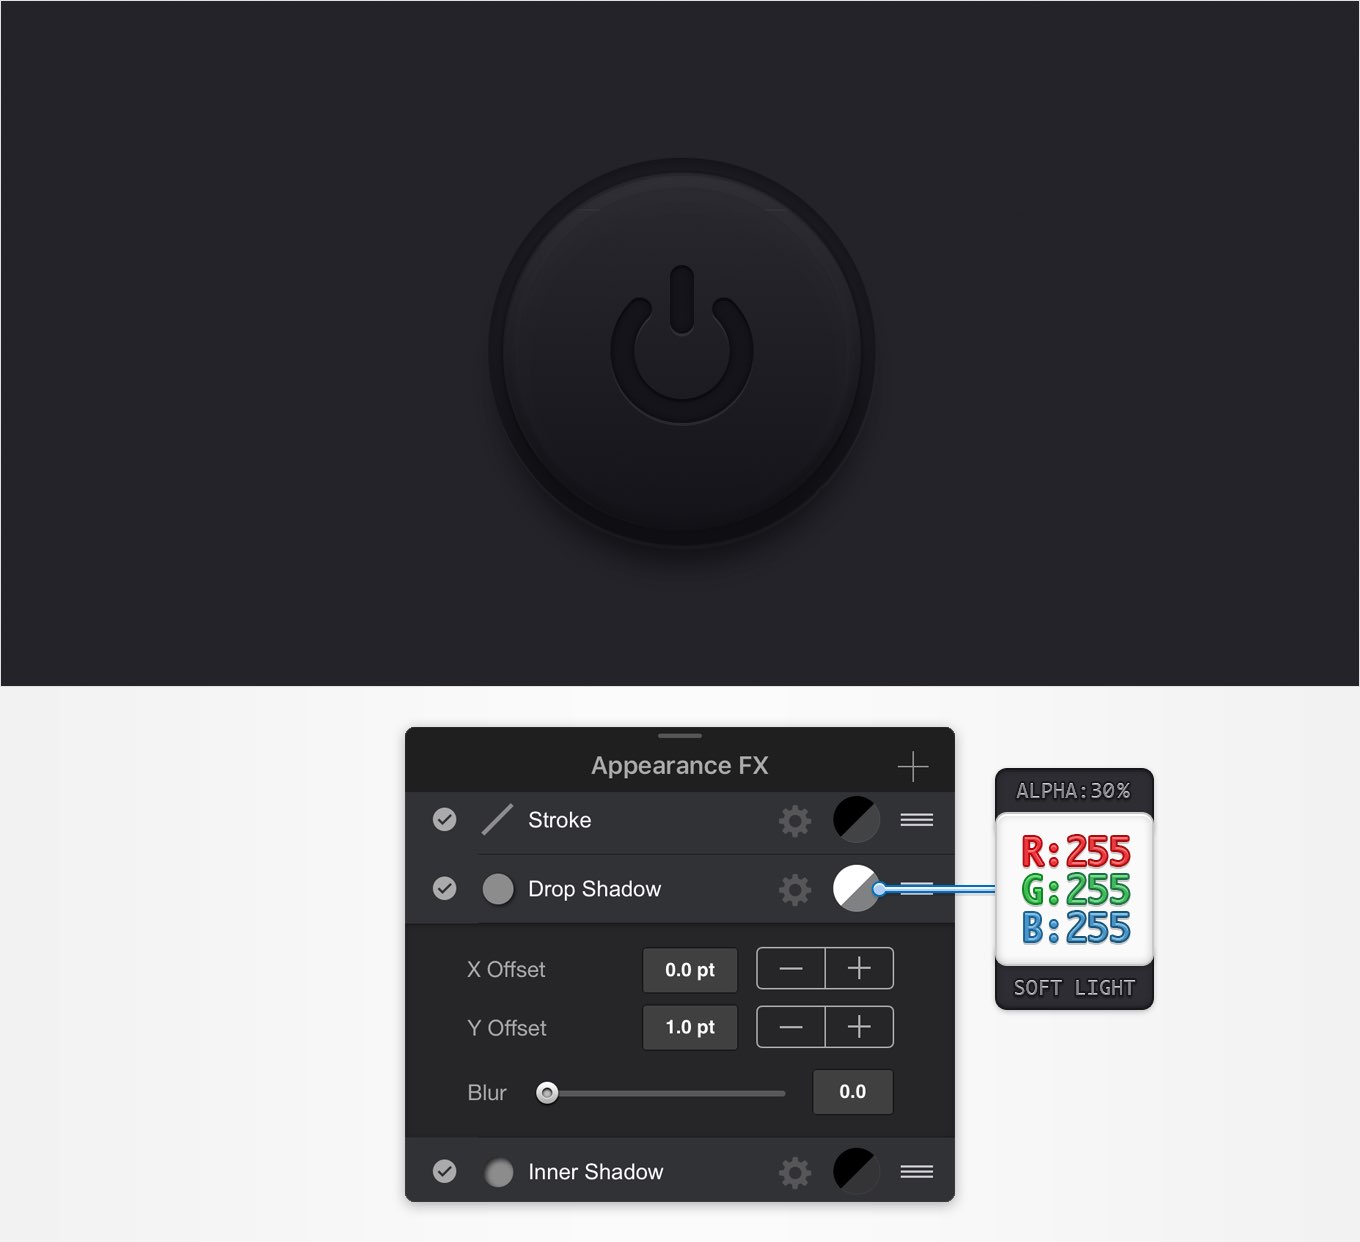 Appearance FX
Stroke
Drop Shadow
X Offset 0.0 pt
Y Offset 1.0 pt
Blur 0.0
Inner Shadow
ALPHA:30%
R:255
G:255
B:255
SOFT LIGHT